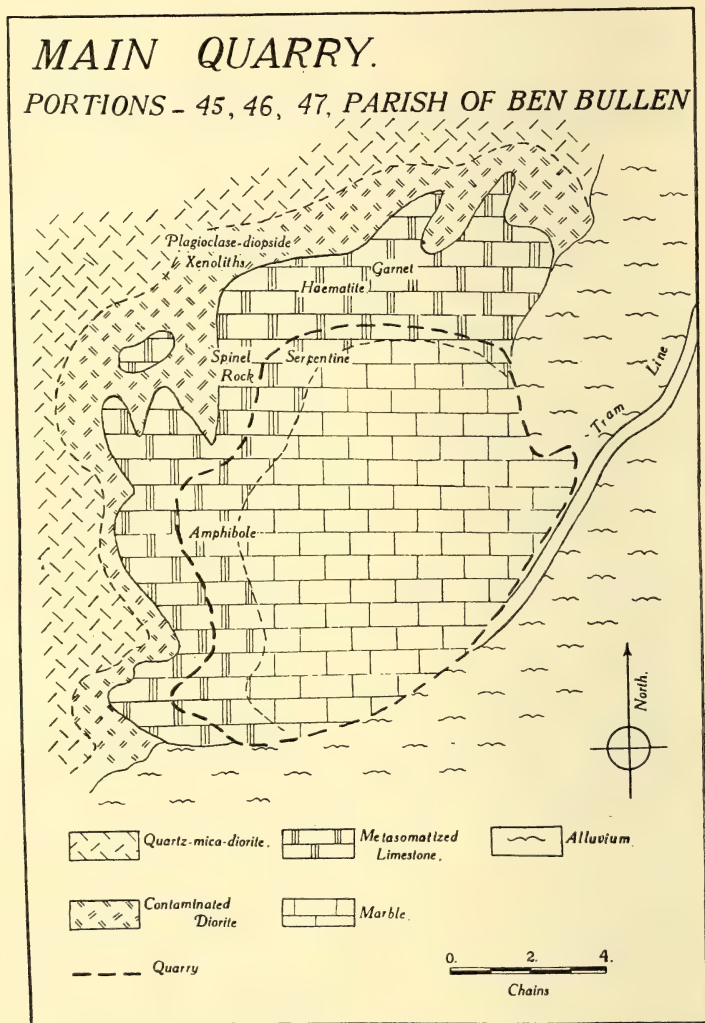 MAIN QUARRY.
PORTIONS - 45, 46, 47, PARISH OF BEN BULLEN
Plagioclase-diopside
Xenoliths
Garnet
Haematite
Spinel
Rock
Serpentine
Tram Line
Amphibole
North.
Quartz-mica-diorite.
Metasomatized
Limestone.
Alluvium
Contaminated
Diorite
Marble.
Quarry
0. 2. 4.
Chains